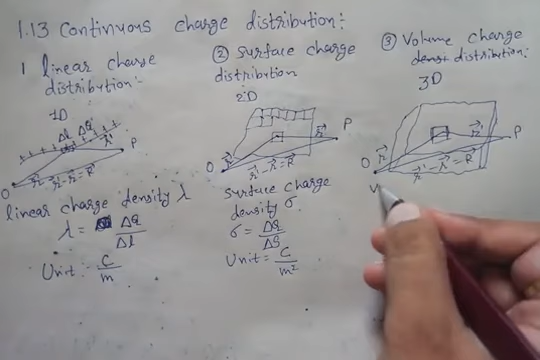 1.13 Continuous charge distribution:-
1 linear charge
distribution:-
1D
Δl ΔQ
P
O
linear charge density λ
λ = ΔQ
Δl
Unit:- C
m
② Surface charge
distribution
2D
P
O
r⃗' - r⃗ = R⃗
Surface charge
density σ
σ = ΔQ
ΔS
Unit = C
m²
③ Volume charge
distribution:
3D
P
O
r⃗
r⃗' - r⃗ = R⃗
V